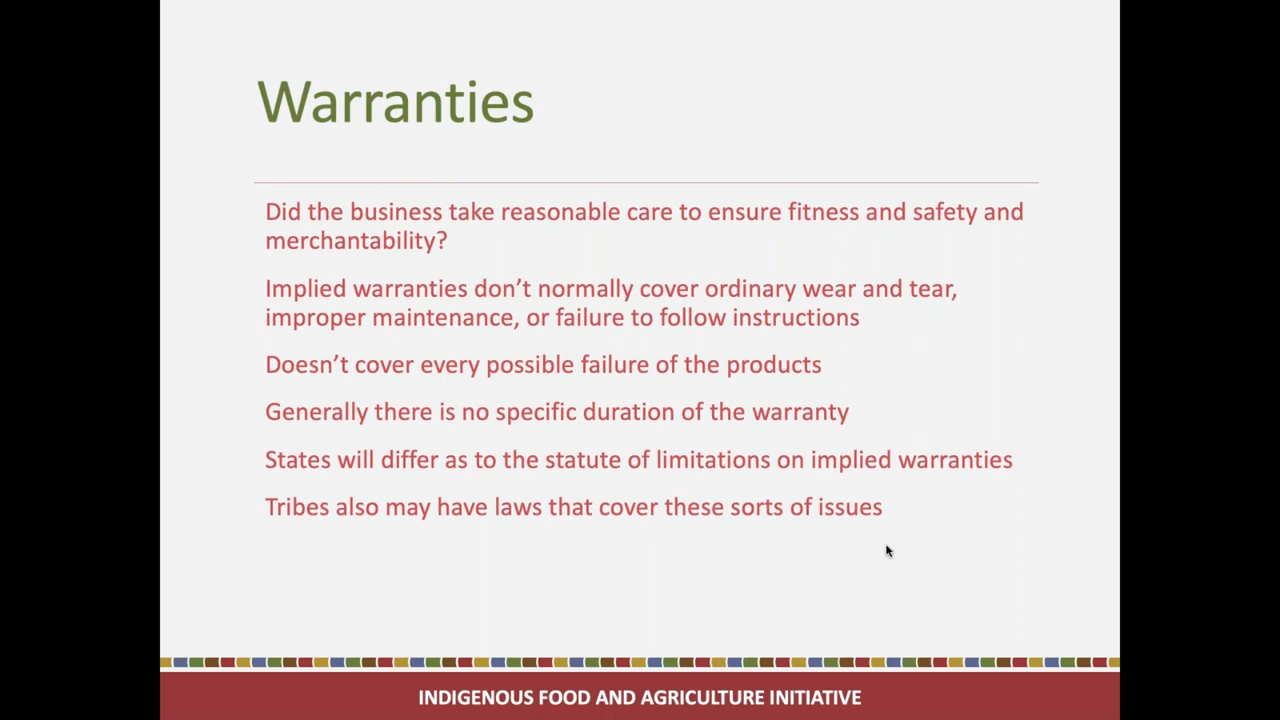 Warranties
Did the business take reasonable care to ensure fitness and safety and
merchantability?
Implied warranties don’t normally cover ordinary wear and tear,
improper maintenance, or failure to follow instructions
Doesn’t cover every possible failure of the products
Generally there is no specific duration of the warranty
States will differ as to the statute of limitations on implied warranties
Tribes also may have laws that cover these sorts of issues
INDIGENOUS FOOD AND AGRICULTURE INITIATIVE